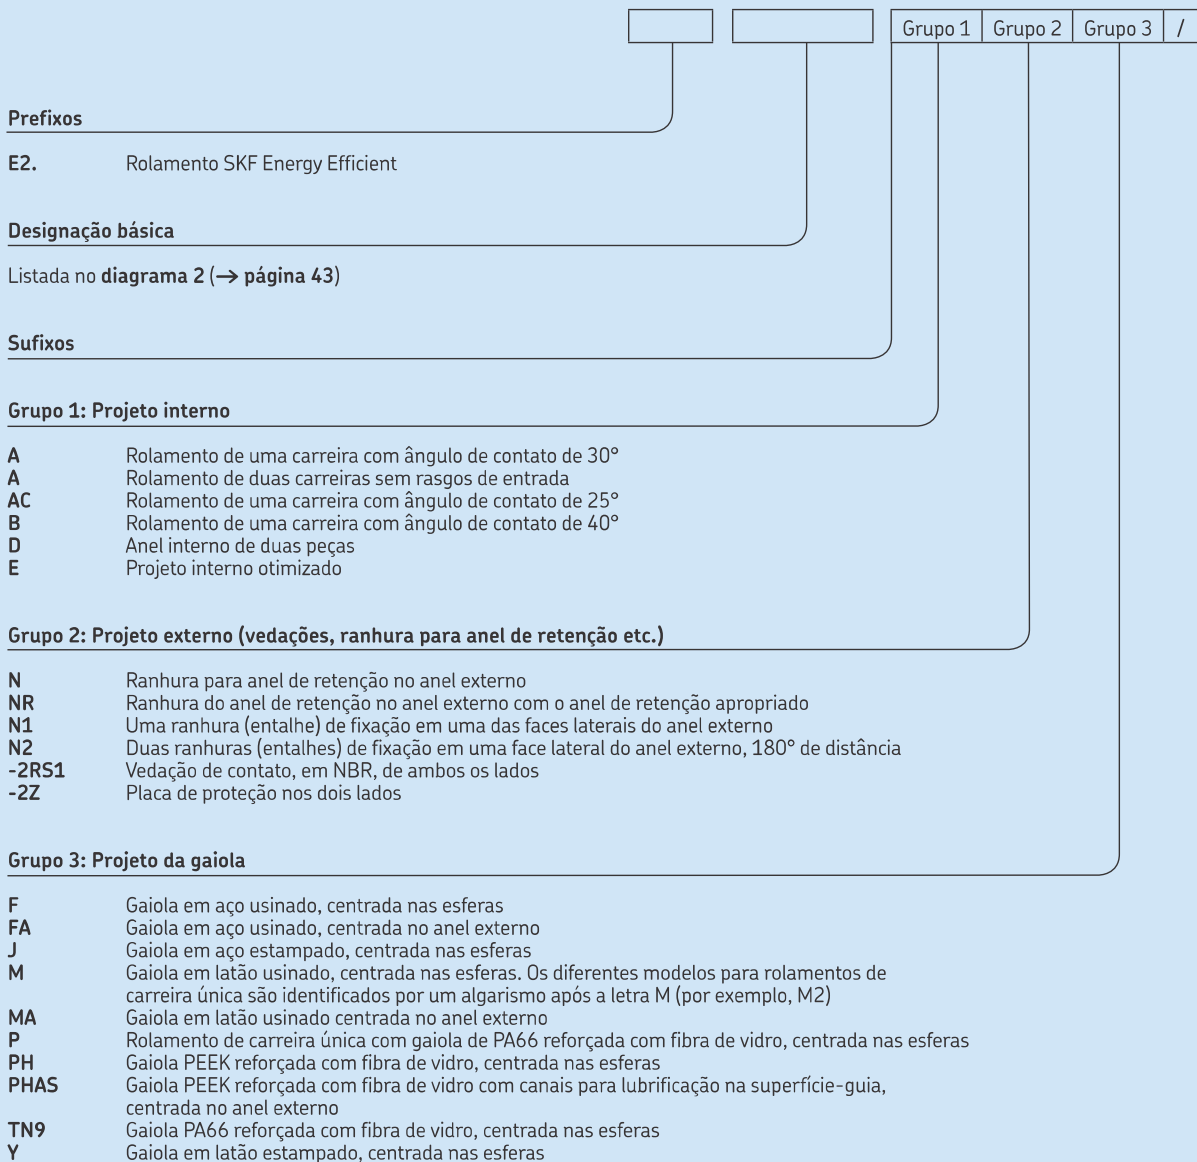 Grupo 1 Grupo 2 Grupo 3 /
Prefixos
E2. Rolamento SKF Energy Efficient
Designação básica
Listada no diagrama 2 (→ página 43)
Sufixos
Grupo 1: Projeto interno
A Rolamento de uma carreira com ângulo de contato de 30°
A Rolamento de duas carreiras sem rasgos de entrada
AC Rolamento de uma carreira com ângulo de contato de 25°
B Rolamento de uma carreira com ângulo de contato de 40°
D Anel interno de duas peças
E Projeto interno otimizado
Grupo 2: Projeto externo (vedações, ranhura para anel de retenção etc.)
N Ranhura para anel de retenção no anel externo
NR Ranhura do anel de retenção no anel externo com o anel de retenção apropriado
N1 Uma ranhura (entalhe) de fixação em uma das faces laterais do anel externo
N2 Duas ranhuras (entalhes) de fixação em uma face lateral do anel externo, 180° de distância
-2RS1 Vedação de contato, em NBR, de ambos os lados
-2Z Placa de proteção nos dois lados
Grupo 3: Projeto da gaiola
F Gaiola em aço usinado, centrada nas esferas
FA Gaiola em aço usinado, centrada no anel externo
J Gaiola em aço estampado, centrada nas esferas
M Gaiola em latão usinado, centrada nas esferas. Os diferentes modelos para rolamentos de
carreira única são identificados por um algarismo após a letra M (por exemplo, M2)
MA Gaiola em latão usinado centrada no anel externo
P Rolamento de carreira única com gaiola de PA66 reforçada com fibra de vidro, centrada nas esferas
PH Gaiola PEEK reforçada com fibra de vidro, centrada nas esferas
PHAS Gaiola PEEK reforçada com fibra de vidro com canais para lubrificação na superfície-guia,
centrada no anel externo
TN9 Gaiola PA66 reforçada com fibra de vidro, centrada nas esferas
Y Gaiola em latão estampado, centrada nas esferas